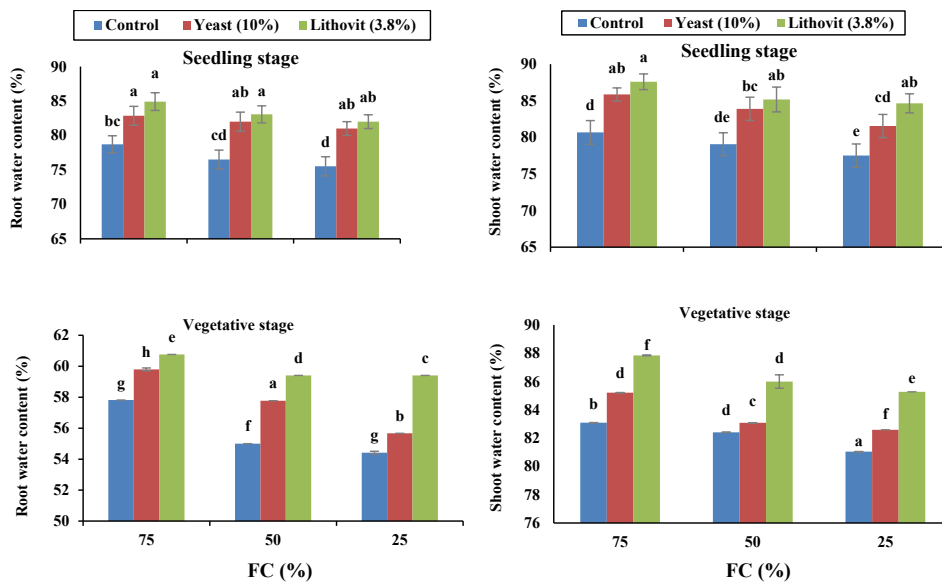 Control Yeast (10%) Lithovit (3.8%)
Seedling stage
Root water content (%)
90
85
80
75
70
65
bc a a
cd ab a
d ab ab
Control Yeast (10%) Lithovit (3.8%)
Seedling stage
Shoot water content (%)
90
85
80
75
70
65
d ab a
de bc ab
e cd ab
Vegetative stage
Root water content (%)
62
60
58
56
54
52
50
g h e
f a d
g b c
75 50 25
FC (%)
Vegetative stage
Shoot water content (%)
90
88
86
84
82
80
78
76
b d f
d c d
a f e
75 50 25
FC (%)